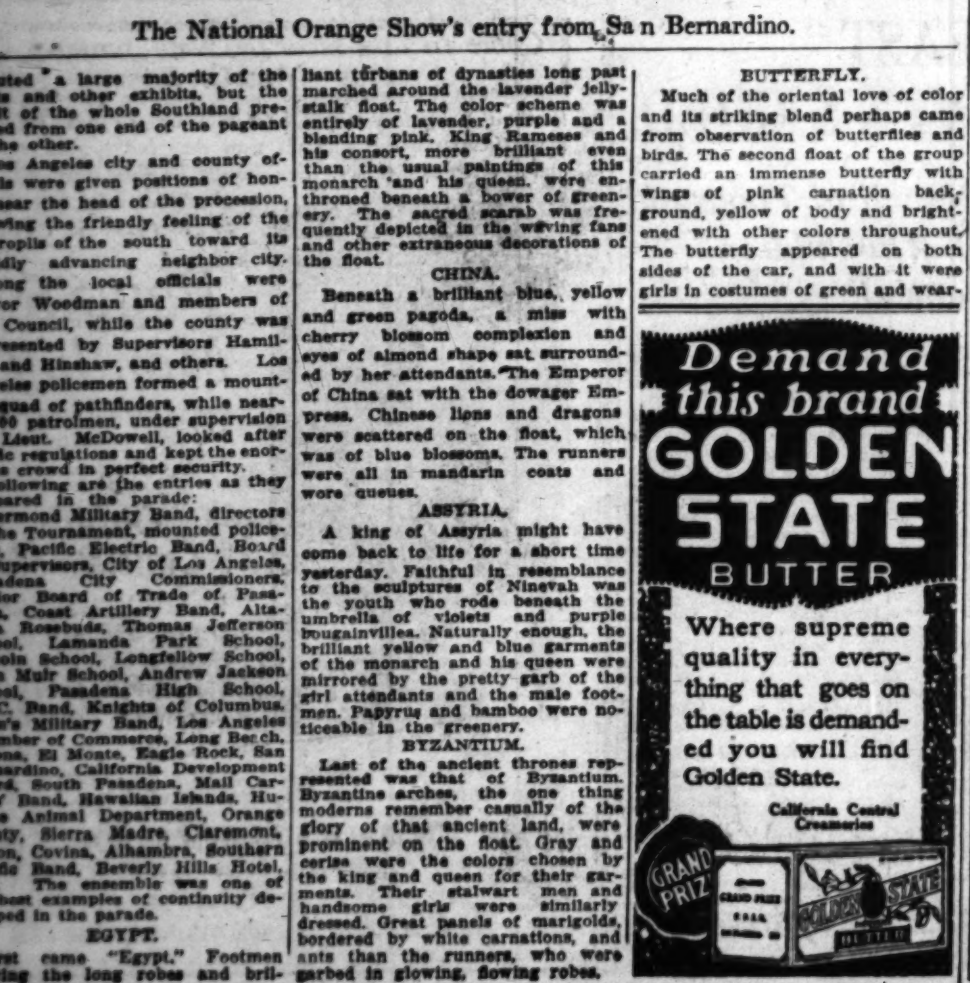 The National Orange Show's entry from San Bernardino.
a large majority of the
and other exhibits, but the
of the whole Southland pre-
from one end of the pageant
other.
Angeles city and county of-
were given positions of hon-
near the head of the procession,
the friendly feeling of the
of the south toward its
advancing neighbor city.
the local officials were
Woodman and members of
Council, while the county was
by Supervisors Hamil-
and Hinshaw, and others. Los
policemen formed a mount-
of pathfinders, while near-
patrolmen, under supervision
Lieut. McDowell, looked after
regulations and kept the enor-
crowd in perfect security.
are the entries as they
in the parade:
Military Band, directors
Tournament, mounted police-
Pacific Electric Band, Board
City of Los Angeles,
City Commissioners,
Board of Trade of Pasa-
Coast Artillery Band, Alta-
Rosebuds, Thomas Jefferson
Lamanda Park School,
School, Longfellow School,
Muir School, Andrew Jackson
Pasadena High School,
Band, Knights of Columbus,
Military Band, Los Angeles
of Commerce, Long Beach,
El Monte, Eagle Rock, San
California Development
South Pasadena, Mail Car-
Band, Hawaiian Islands, Hu-
Animal Department, Orange
Sierra Madre, Claremont,
Covina, Alhambra, Southern
Band, Beverly Hills Hotel,
The ensemble was one of
examples of continuity de-
in the parade.
EGYPT.
came "Egypt." Footmen
the long robes and bril-
liant turbans of dynasties long past
marched around the lavender jelly-
stalk float. The color scheme was
entirely of lavender, purple and a
blending pink. King Rameses and
his consort, more brilliant even
than the usual paintings of this
monarch and his queen, were en-
throned beneath a bower of green-
ery. The sacred scarab was fre-
quently depicted in the waving fans
and other extraneous decorations of
the float.
CHINA.
Beneath a brilliant blue, yellow
and green pagoda, a miss with
cherry blossom complexion and
eyes of almond shape sat surround-
ed by her attendants. The Emperor
of China sat with the dowager Em-
press. Chinese lions and dragons
were scattered on the float, which
was of blue blossoms. The runners
were all in mandarin coats and
wore queues.
ASSYRIA.
A king of Assyria might have
come back to life for a short time
yesterday. Faithful in resemblance
to the sculptures of Ninevah was
the youth who rode beneath the
umbrella of violets and purple
bougainvillea. Naturally enough, the
brilliant yellow and blue garments
of the monarch and his queen were
mirrored by the pretty garb of the
girl attendants and the male foot-
men. Papyrus and bamboo were no-
ticeable in the greenery.
BYZANTIUM.
Last of the ancient thrones rep-
resented was that of Byzantium.
Byzantine arches, the one thing
moderns remember casually of the
glory of that ancient land, were
prominent on the float. Gray and
cerise were the colors chosen by
the king and queen for their gar-
ments. Their stalwart men and
handsome girls were similarly
dressed. Great panels of marigolds,
bordered by white carnations, and
ants than the runners, who were
garbed in glowing, flowing robes.
BUTTERFLY.
Much of the oriental love of color
and its striking blend perhaps came
from observation of butterflies and
birds. The second float of the group
carried an immense butterfly with
wings of pink carnation back-
ground, yellow of body and bright-
ened with other colors throughout.
The butterfly appeared on both
sides of the car, and with it were
girls in costumes of green and wear-
Demand
this brand
GOLDEN
STATE
BUTTER
Where supreme
quality in every-
thing that goes on
the table is demand-
ed you will find
Golden State.
California Central
Creameries
GRAND
PRIZ
GRAND PRIZE
GOLDEN STATE
BUTTER